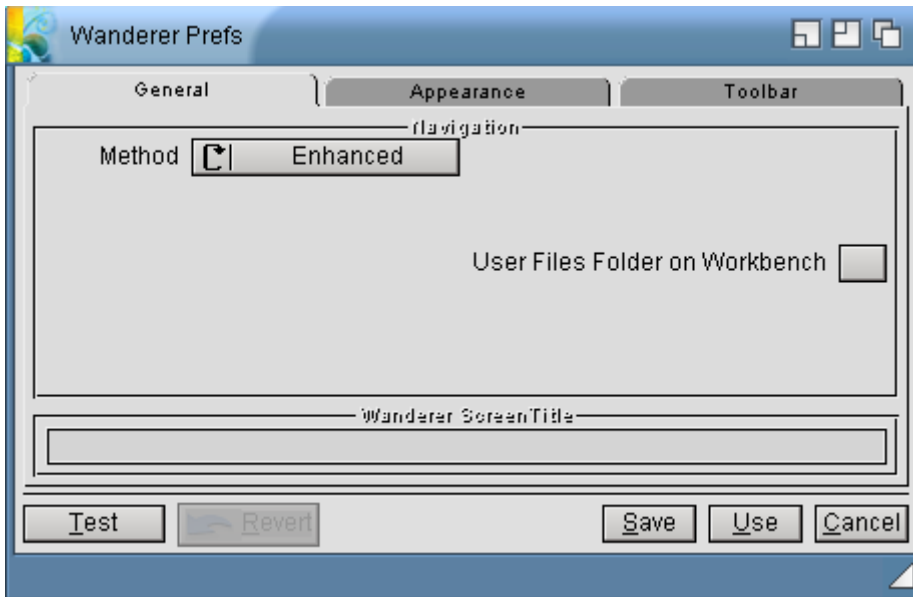 Wanderer Prefs
General Appearance Toolbar
Navigation
Method Enhanced
User Files Folder on Workbench
Wanderer ScreenTitle
Test Revert Save Use Cancel